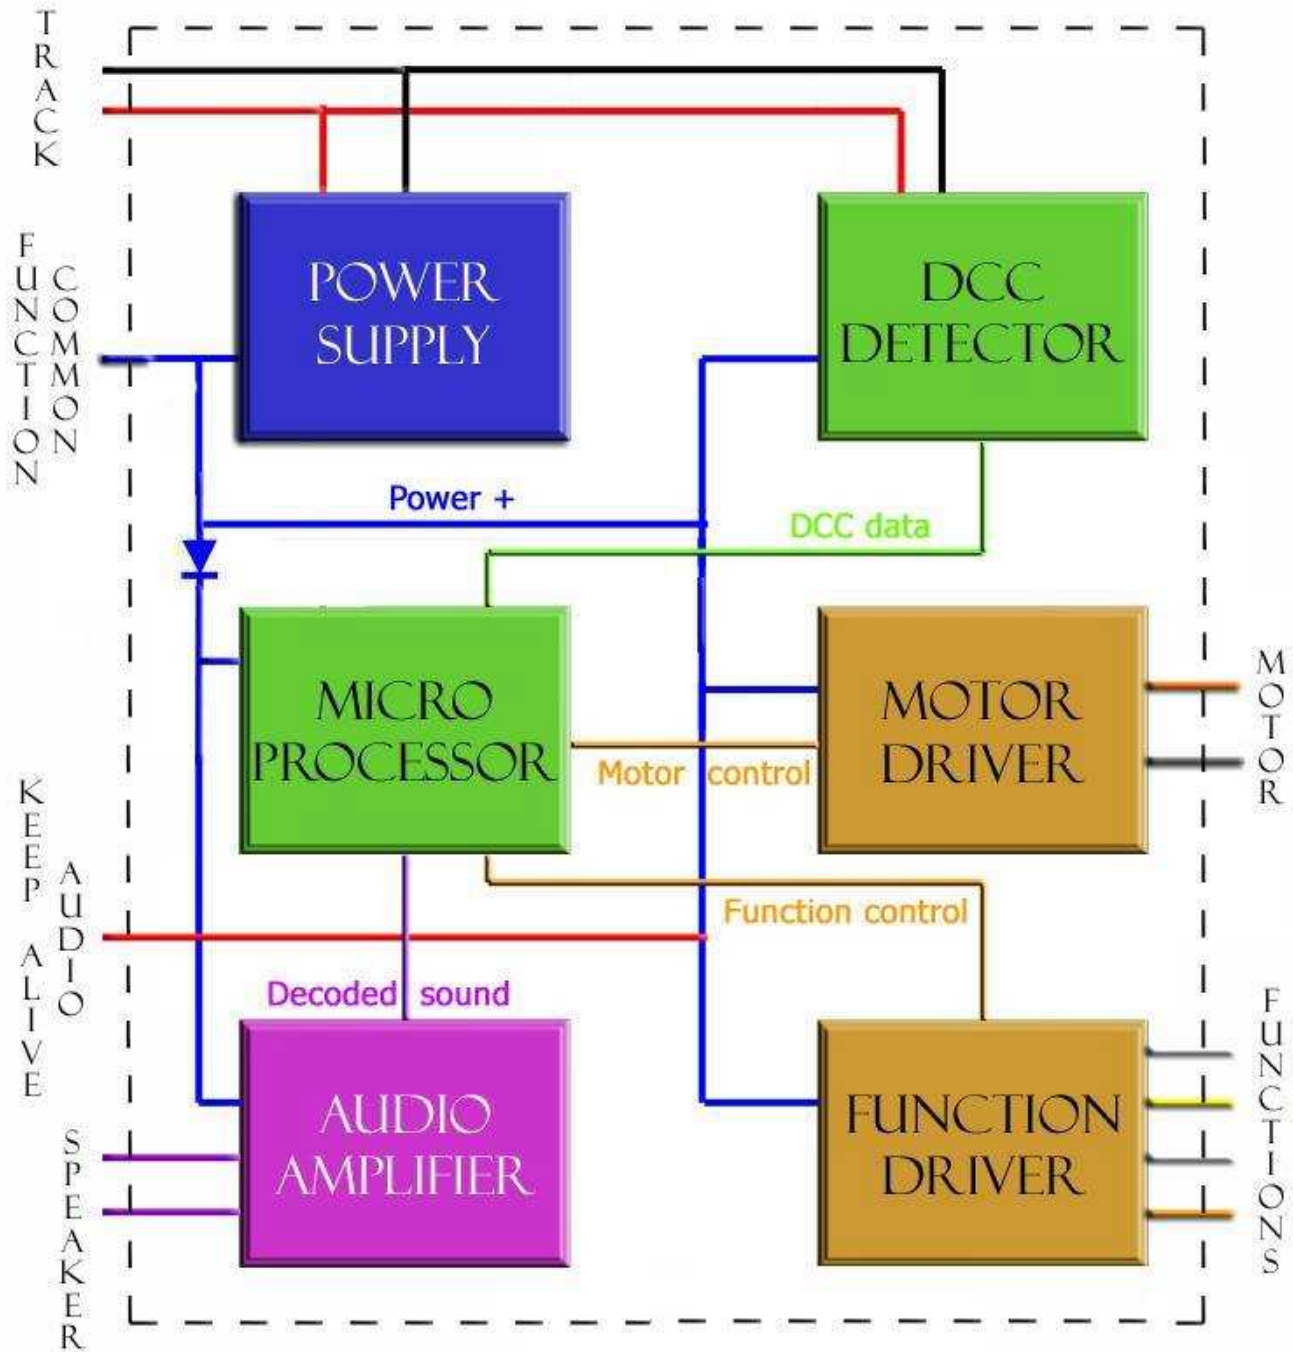 TRACK
FUNCTION
COMMON
POWER
SUPPLY
DCC
DETECTOR
Power +
DCC data
MICRO
PROCESSOR
MOTOR
DRIVER
MOTOR
Motor control
KEEP ALIVE
AUDIO
Function control
Decoded sound
AUDIO
AMPLIFIER
FUNCTION
DRIVER
FUNCTIONS
SPEAKER